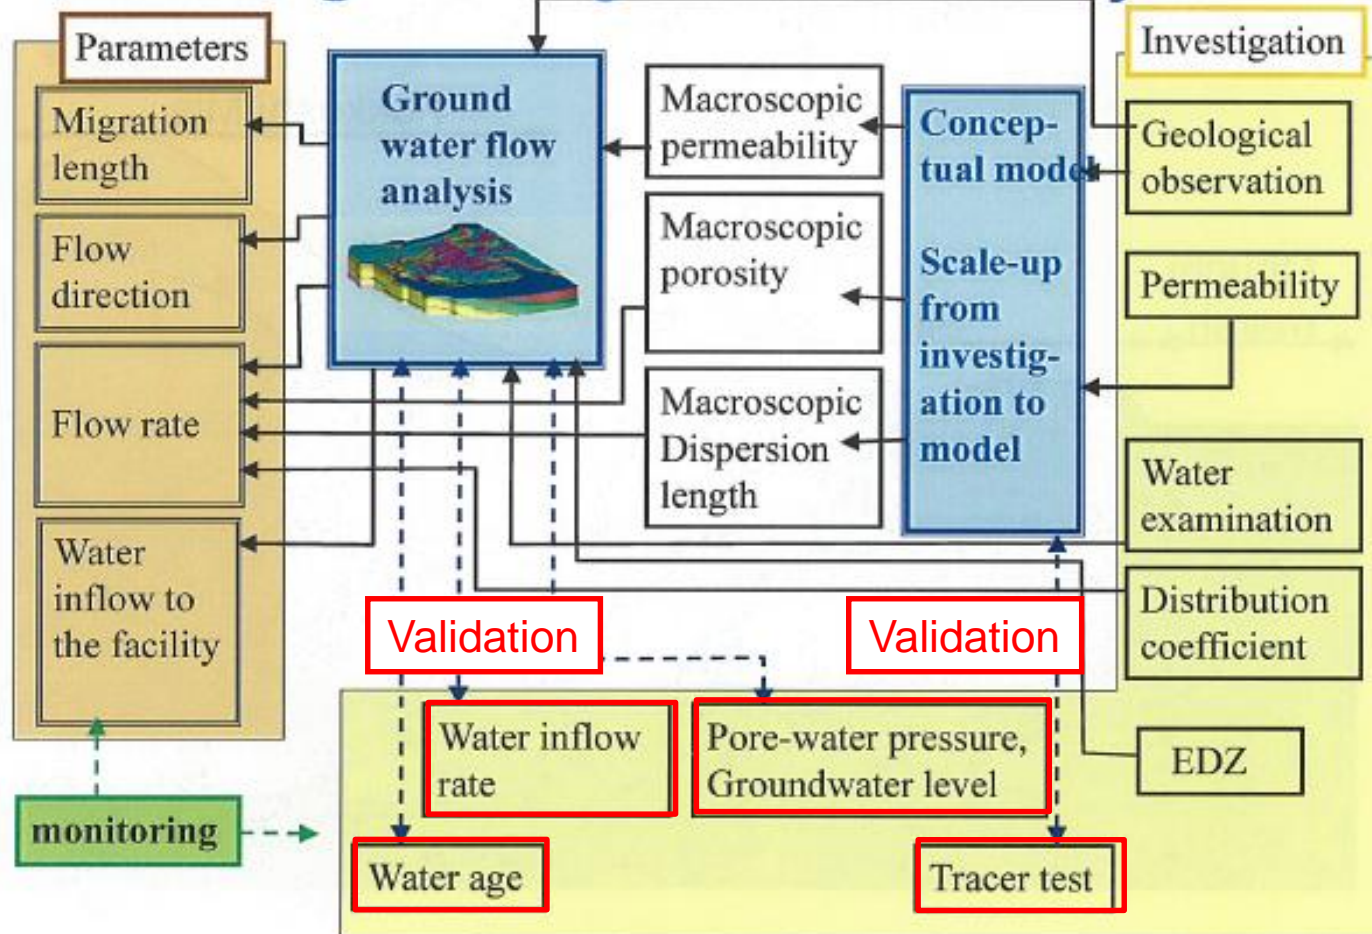 Parameters
Migration
length
Flow
direction
Flow rate
Water
inflow to
the facility
monitoring
Ground
water flow
analysis
Macroscopic
permeability
Macroscopic
porosity
Macroscopic
Dispersion
length
Concep-
tual model
Scale-up
from
investig-
ation to
model
Investigation
Geological
observation
Permeability
Water
examination
Distribution
coefficient
EDZ
Validation
Validation
Water inflow
rate
Pore-water pressure,
Groundwater level
Water age
Tracer test